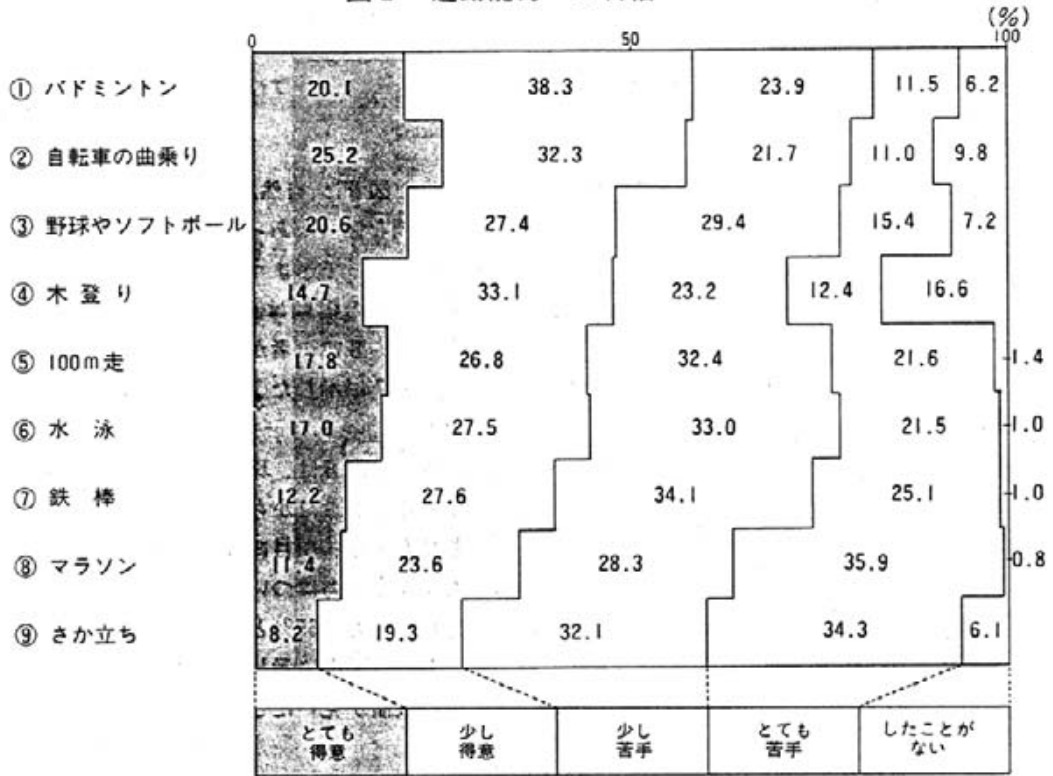 (%)
0 50 100
① バドミントン 20.1 38.3 23.9 11.5 6.2
② 自転車の曲乗り 25.2 32.3 21.7 11.0 9.8
③ 野球やソフトボール 20.6 27.4 29.4 15.4 7.2
④ 木登り 14.7 33.1 23.2 12.4 16.6
⑤ 100m走 17.8 26.8 32.4 21.6 1.4
⑥ 水泳 17.0 27.5 33.0 21.5 1.0
⑦ 鉄棒 12.2 27.6 34.1 25.1 1.0
⑧ マラソン 11.4 23.6 28.3 35.9 0.8
⑨ さか立ち 8.2 19.3 32.1 34.3 6.1
とても 少し 少し とても したことが
得意 得意 苦手 苦手 ない